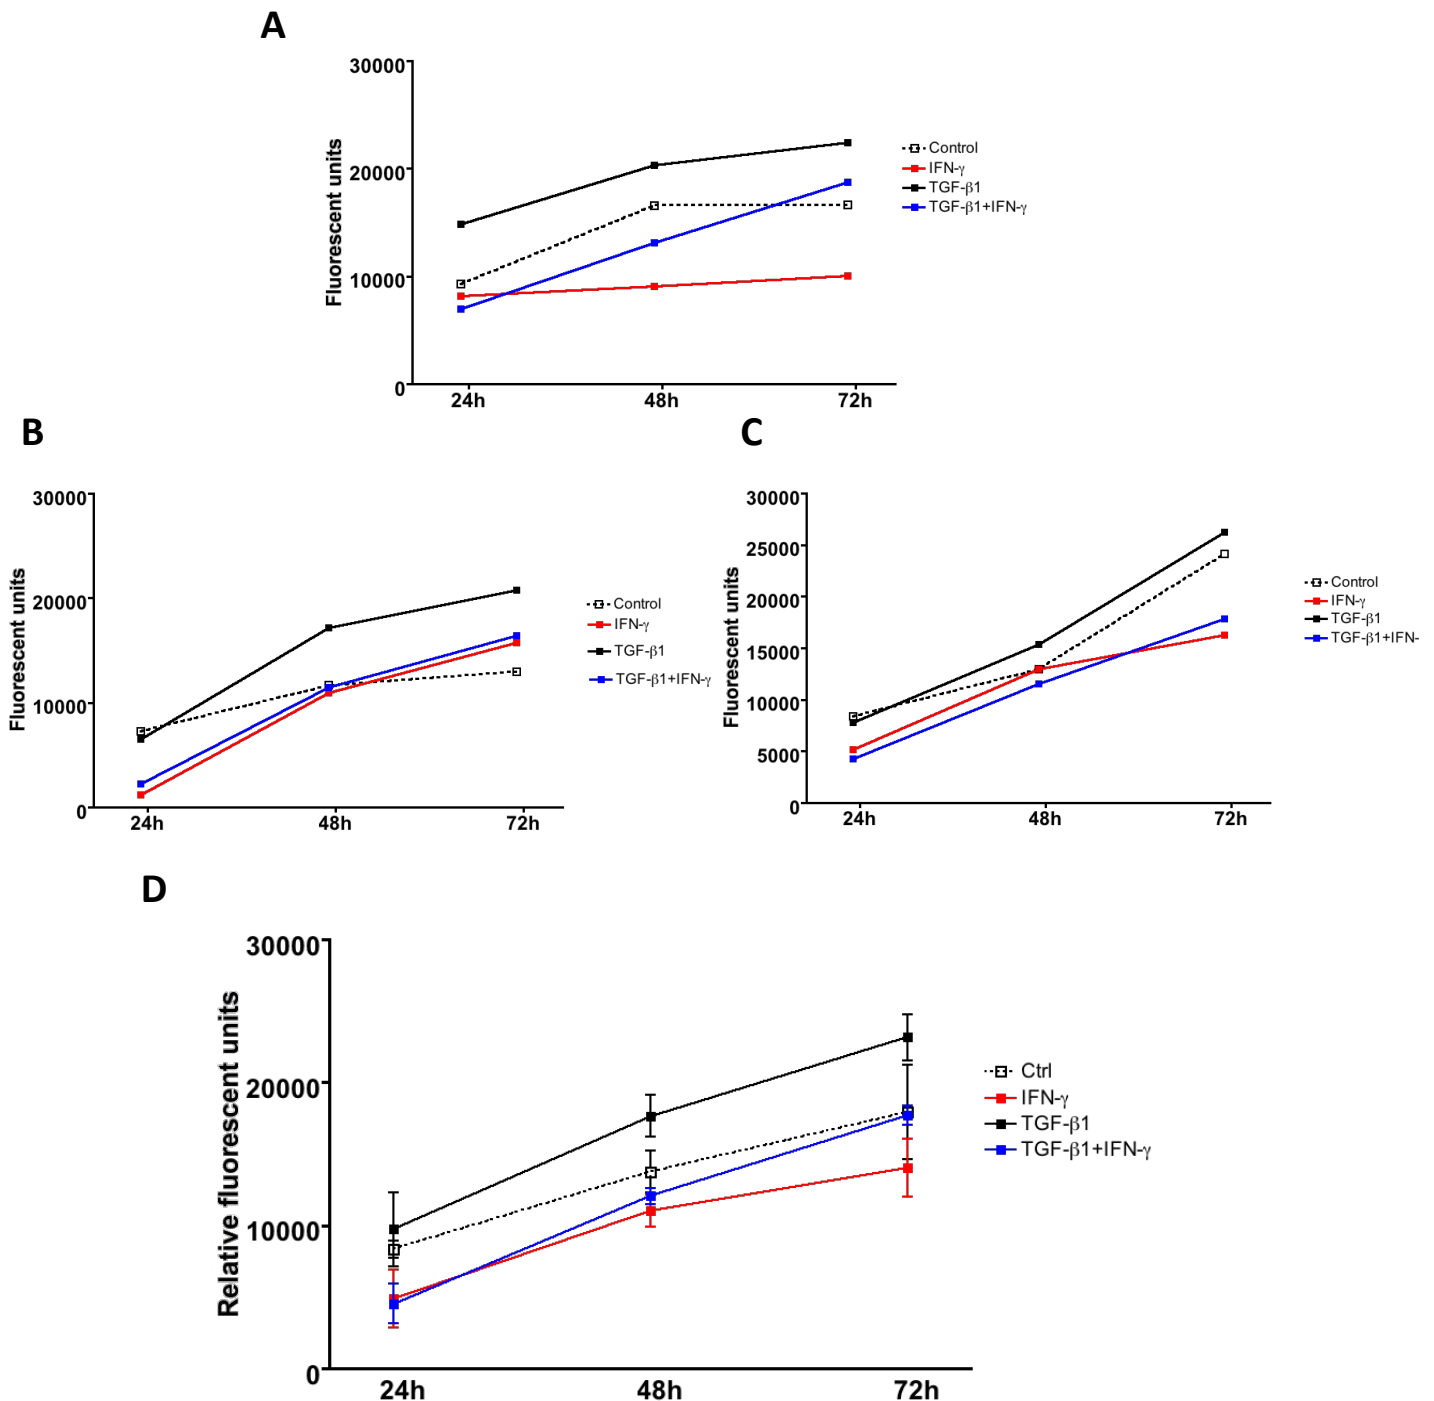 A
30000
20000
10000
0
Fluorescent units
24h
48h
72h
Control
IFN-γ
TGF-β1
TGF-β1+IFN-γ
B
30000
20000
10000
0
Fluorescent units
24h
48h
72h
Control
IFN-γ
TGF-β1
TGF-β1+IFN-γ
C
30000
25000
20000
15000
10000
5000
0
Fluorescent units
24h
48h
72h
Control
IFN-γ
TGF-β1
TGF-β1+IFN-
D
30000
20000
10000
0
Relative fluorescent units
24h
48h
72h
Ctrl
IFN-γ
TGF-β1
TGF-β1+IFN-γ